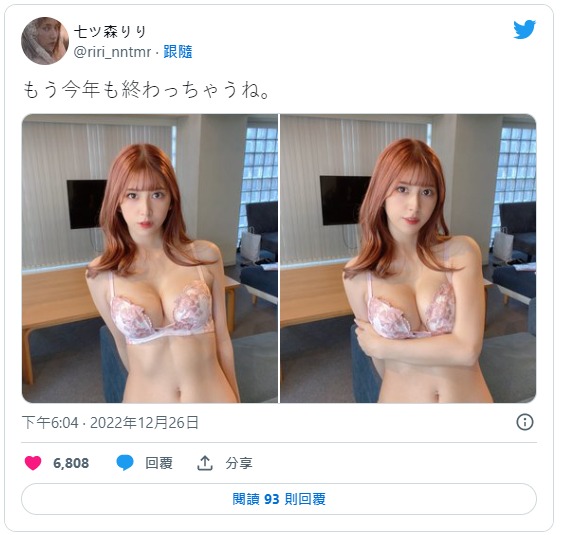 七ツ森りり
@riri_nntmr · 跟隨
もう今年も終わっちゃうね。
下午6:04 · 2022年12月26日
6,808 回覆 分享
閱讀 93 則回覆